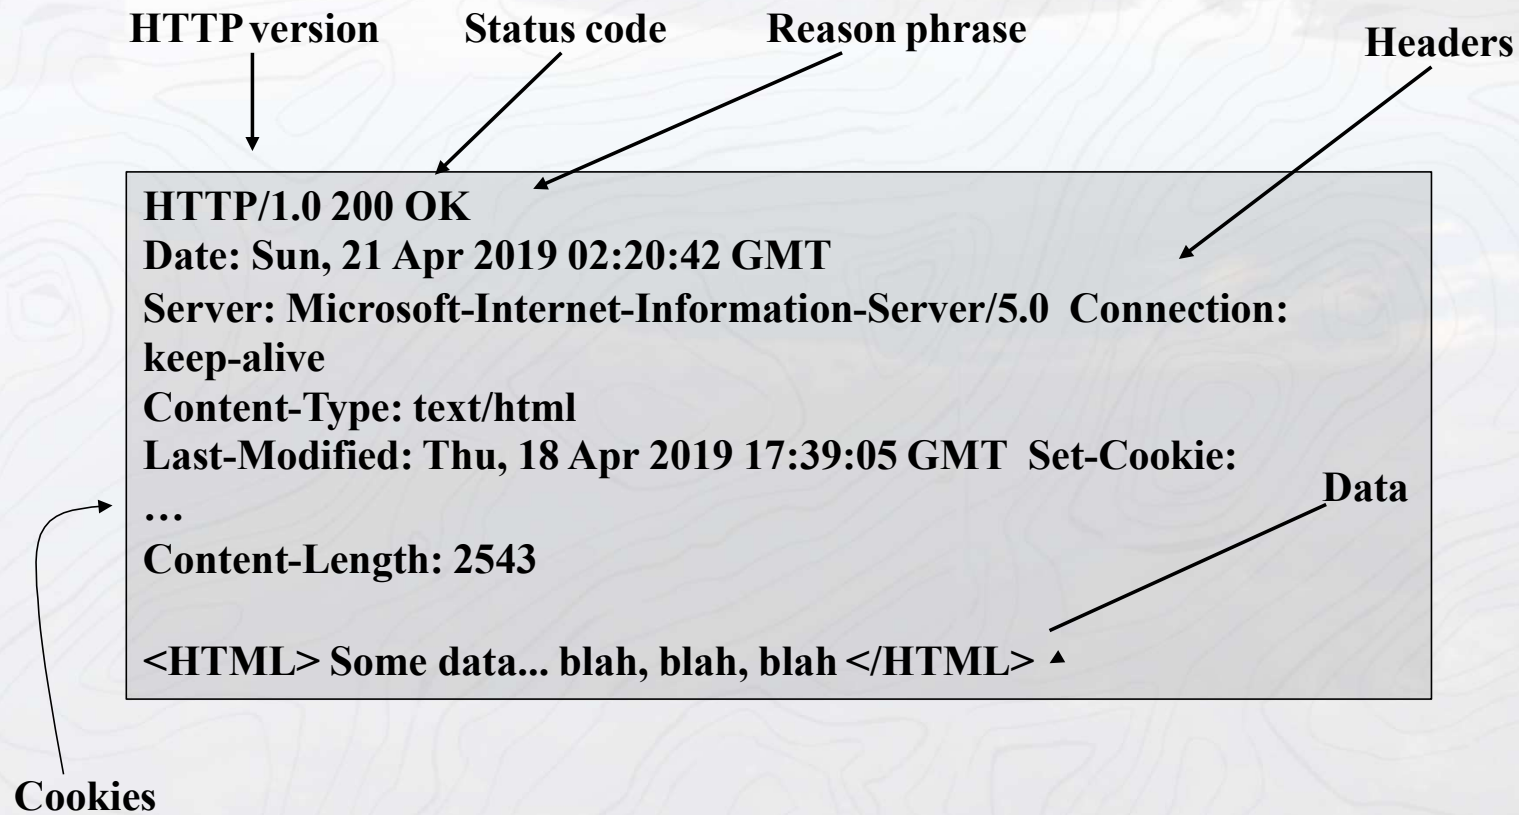 HTTP version Status code Reason phrase
Headers
HTTP/1.0 200 OK
Date: Sun, 21 Apr 2019 02:20:42 GMT
Server: Microsoft-Internet-Information-Server/5.0 Connection:
keep-alive
Content-Type: text/html
Last-Modified: Thu, 18 Apr 2019 17:39:05 GMT Set-Cookie:
Data
…
Content-Length: 2543
<HTML> Some data... blah, blah, blah </HTML>
Cookies